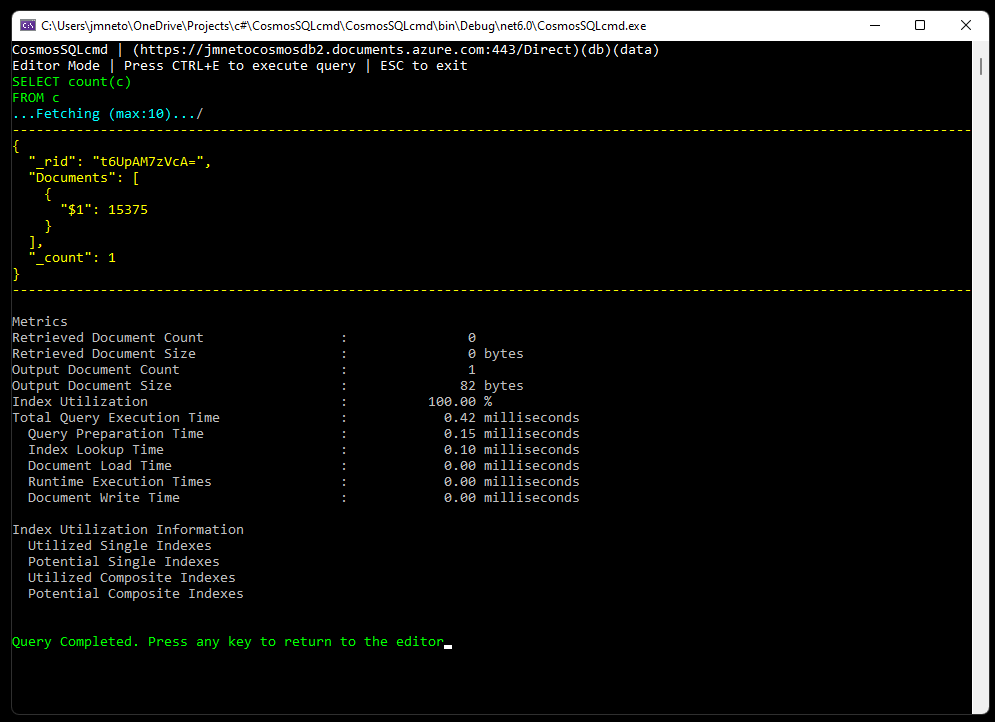 C:\Users\jmneto\OneDrive\Projects\c#\CosmosSQLcmd\CosmosSQLcmd\bin\Debug\net6.0\CosmosSQLcmd.exe
CosmosSQLcmd | (https://jmnetocosmosdb2.documents.azure.com:443/Direct)(db)(data)
Editor Mode | Press CTRL+E to execute query | ESC to exit
SELECT count(c)
FROM c
...Fetching (max:10).../
------------------------------------------------------------------------------------------------------------------------
{
  "_rid": "t6UpAM7zVcA=",
  "Documents": [
    {
      "$1": 15375
    }
  ],
  "_count": 1
}
------------------------------------------------------------------------------------------------------------------------
Metrics
Retrieved Document Count : 0
Retrieved Document Size : 0 bytes
Output Document Count : 1
Output Document Size : 82 bytes
Index Utilization : 100.00 %
Total Query Execution Time : 0.42 milliseconds
  Query Preparation Time : 0.15 milliseconds
  Index Lookup Time : 0.10 milliseconds
  Document Load Time : 0.00 milliseconds
  Runtime Execution Times : 0.00 milliseconds
  Document Write Time : 0.00 milliseconds
Index Utilization Information
  Utilized Single Indexes
  Potential Single Indexes
  Utilized Composite Indexes
  Potential Composite Indexes
Query Completed. Press any key to return to the editor